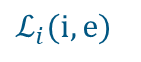 ℒᵢ(i, e)